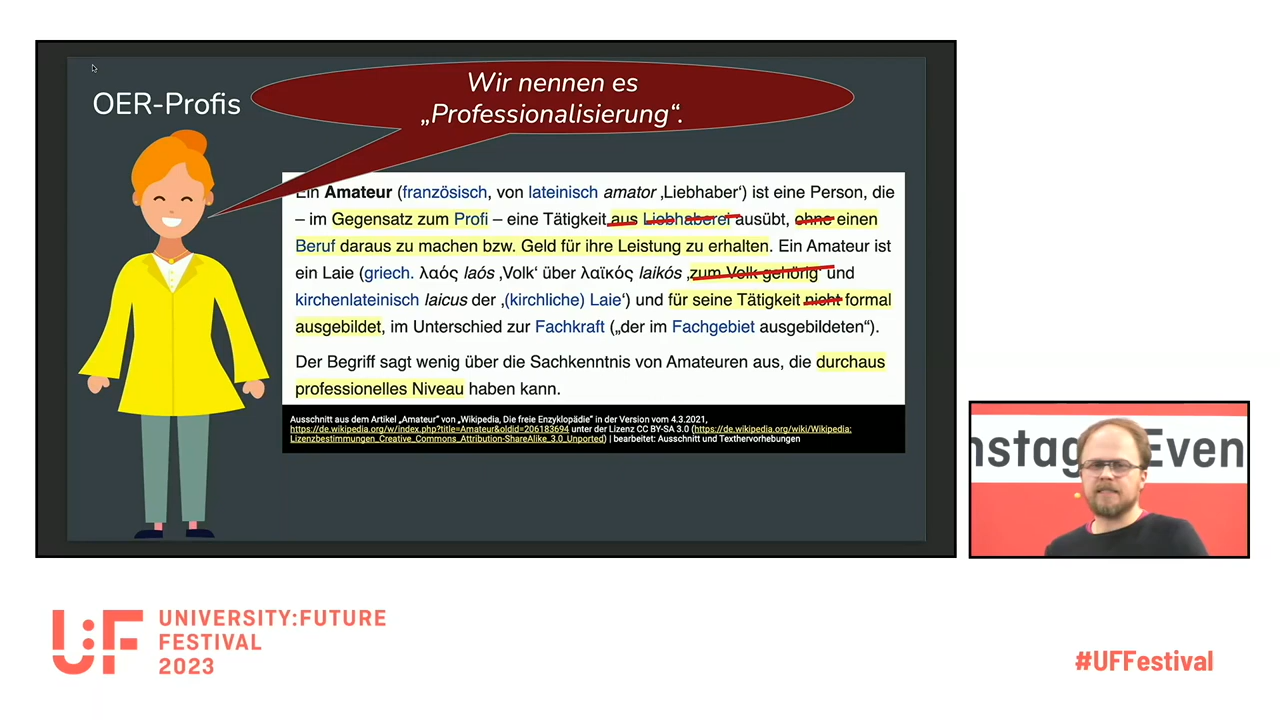 OER-Profis
Wir nennen es
„Professionalisierung“.
Ein Amateur (französisch, von lateinisch amator ‚Liebhaber‘) ist eine Person, die
– im Gegensatz zum Profi – eine Tätigkeit aus Liebhaberei ausübt, ohne einen
Beruf daraus zu machen bzw. Geld für ihre Leistung zu erhalten. Ein Amateur ist
ein Laie (griech. λαός laós ‚Volk‘ über λαϊκός laikós ‚zum Volk gehörig‘ und
kirchenlateinisch laicus der ‚(kirchliche) Laie‘) und für seine Tätigkeit nicht formal
ausgebildet, im Unterschied zur Fachkraft („der im Fachgebiet ausgebildeten“).
Der Begriff sagt wenig über die Sachkenntnis von Amateuren aus, die durchaus
professionelles Niveau haben kann.
Ausschnitt aus dem Artikel „Amateur“ von „Wikipedia, Die freie Enzyklopädie“ in der Version vom 4.3.2021,
https://de.wikipedia.org/w/index.php?title=Amateur&oldid=206183694 unter der Lizenz CC BY-SA 3.0 (https://de.wikipedia.org/wiki/Wikipedia:
Lizenzbestimmungen_Creative_Commons_Attribution-ShareAlike_3.0_Unported) | bearbeitet: Ausschnitt und Texthervorhebungen
nstag Even
U:F
UNIVERSITY:FUTURE
FESTIVAL
2023
#UFFestival